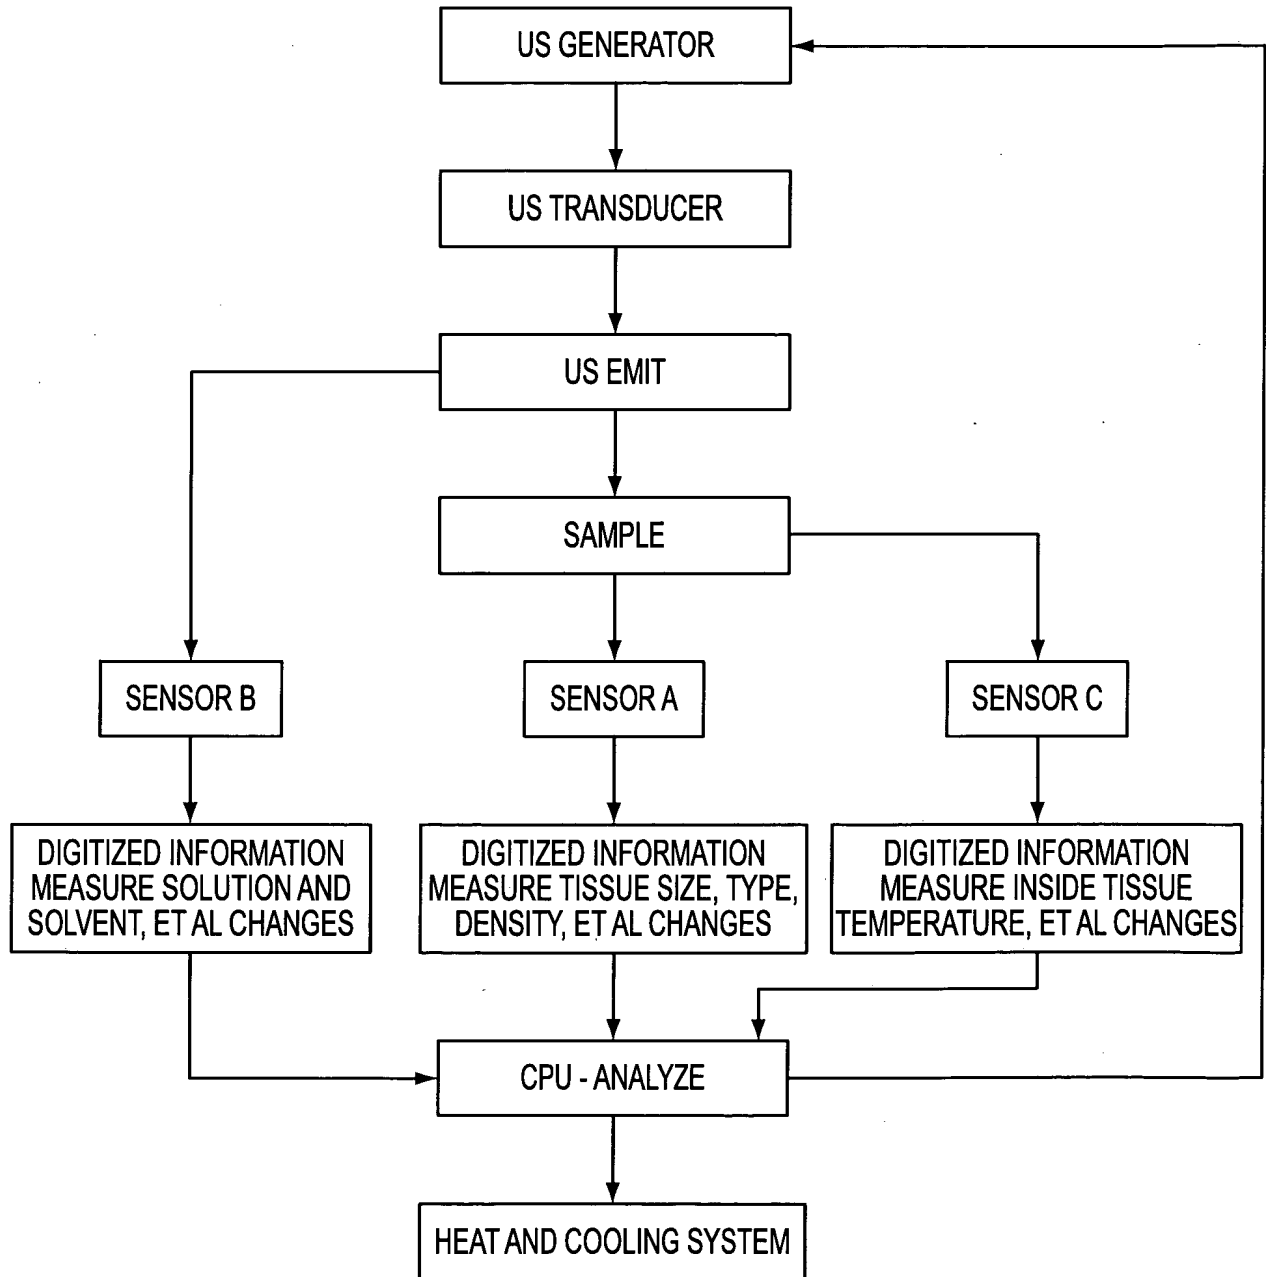 US GENERATOR
US TRANSDUCER
US EMIT
SAMPLE
SENSOR B
SENSOR A
SENSOR C
DIGITIZED INFORMATION
MEASURE SOLUTION AND
SOLVENT, ET AL CHANGES
DIGITIZED INFORMATION
MEASURE TISSUE SIZE, TYPE,
DENSITY, ET AL CHANGES
DIGITIZED INFORMATION
MEASURE INSIDE TISSUE
TEMPERATURE, ET AL CHANGES
CPU - ANALYZE
HEAT AND COOLING SYSTEM